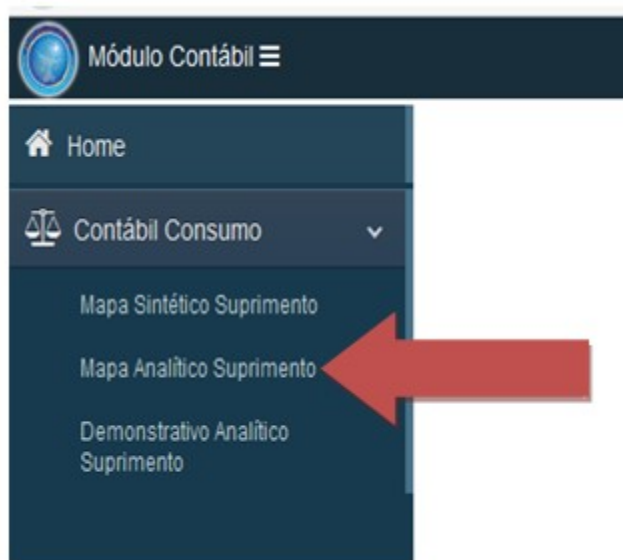 Módulo Contábil
Home
Contábil Consumo
Mapa Sintético Suprimento
Mapa Analítico Suprimento
Demonstrativo Analítico
Suprimento